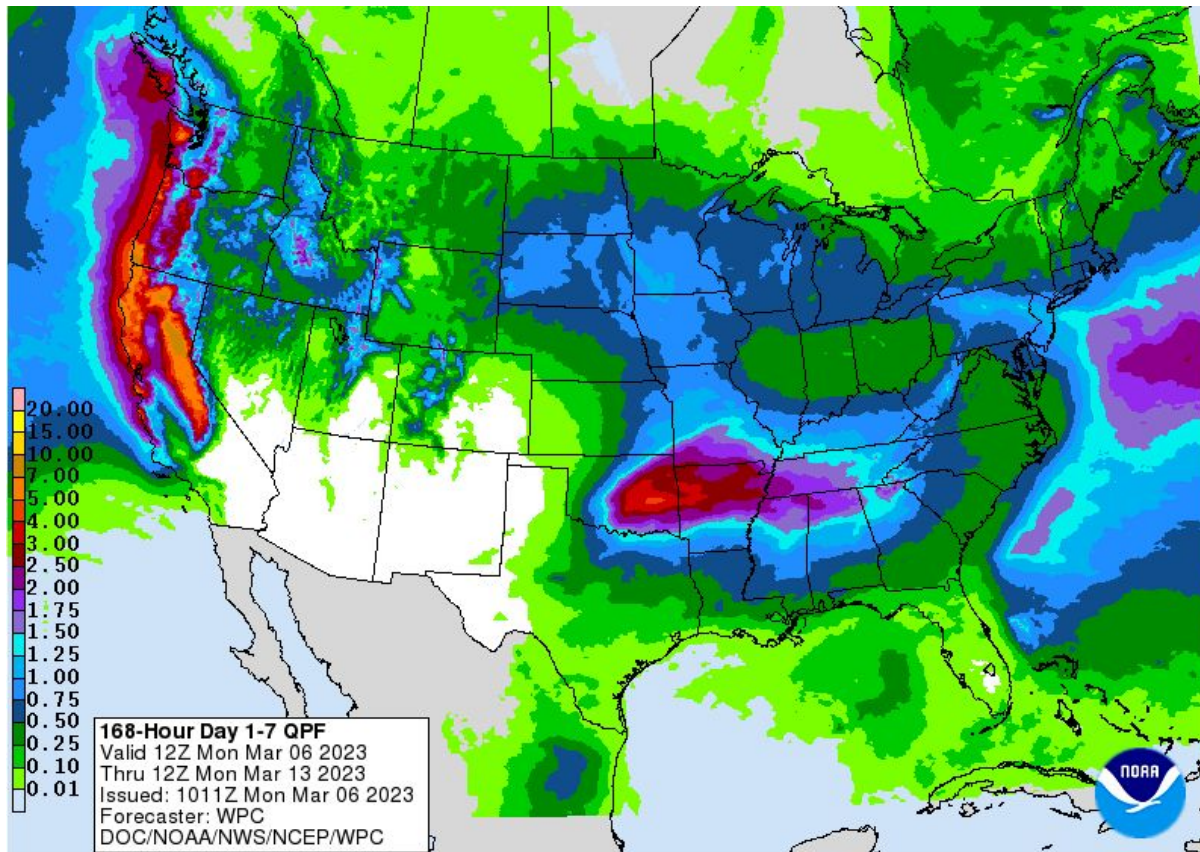 20.00
15.00
10.00
7.00
5.00
4.00
3.00
2.50
2.00
1.75
1.50
1.25
1.00
0.75
0.50
0.25
0.10
0.01
168-Hour Day 1-7 QPF
Valid 12Z Mon Mar 06 2023
Thru 12Z Mon Mar 13 2023
Issued: 1011Z Mon Mar 06 2023
Forecaster: WPC
DOC/NOAA/NWS/NCEP/WPC
NOAA